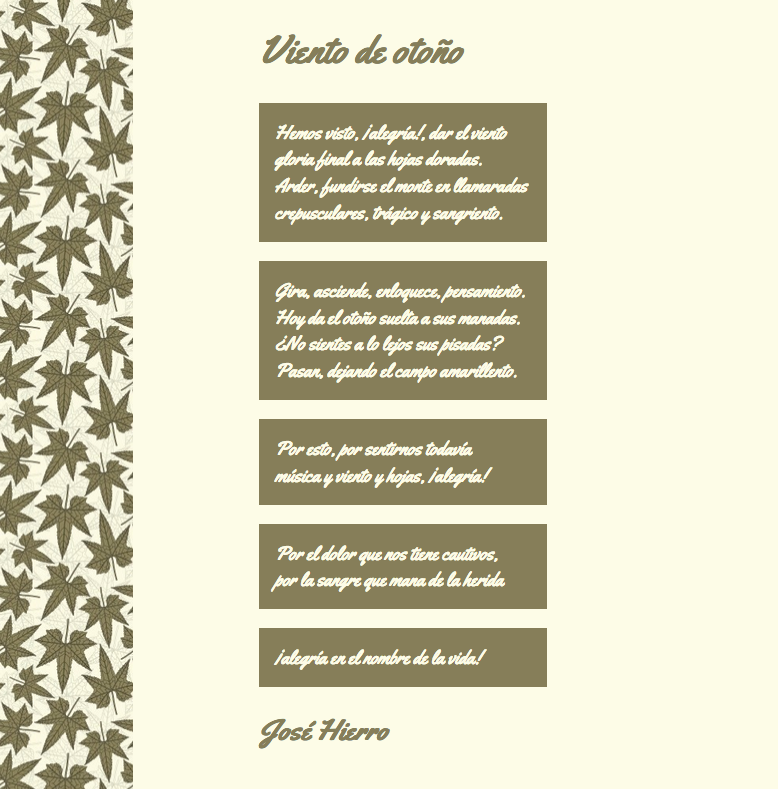 Viento de otoño
Hemos visto, ¡alegría!, dar el viento
gloria final a las hojas doradas.
Arder, fundirse el monte en llamaradas
crepusculares, trágico y sangriento.
Gira, asciende, enloquece, pensamiento.
Hoy da el otoño suelta a sus manadas.
¿No sientes a lo lejos sus pisadas?
Pasan, dejando el campo amarillento.
Por esto, por sentirnos todavía
música y viento y hojas, ¡alegría!
Por el dolor que nos tiene cautivos,
por la sangre que mana de la herida
¡alegría en el nombre de la vida!
José Hierro